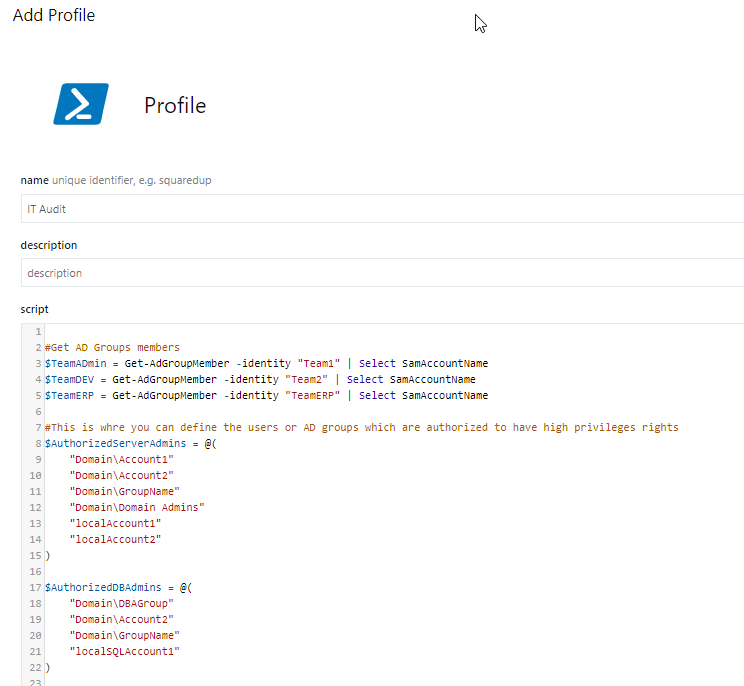 Add Profile
Profile
name unique identifier, e.g. squaredup
IT Audit
description
description
script
1
2 #Get AD Groups members
3 $TeamADmin = Get-AdGroupMember -identity "Team1" | Select SamAccountName
4 $TeamDEV = Get-AdGroupMember -identity "Team2" | Select SamAccountName
5 $TeamERP = Get-AdGroupMember -identity "TeamERP" | Select SamAccountName
6
7 #This is whre you can define the users or AD groups which are authorized to have high privileges rights
8 $AuthorizedServerAdmins = @(
9 "Domain\Account1"
10 "Domain\Account2"
11 "Domain\GroupName"
12 "Domain\Domain Admins"
13 "localAccount1"
14 "localAccount2"
15 )
16
17 $AuthorizedDBAdmins = @(
18 "Domain\DBAGroup"
19 "Domain\Account2"
20 "Domain\GroupName"
21 "localSQLAccount1"
22 )
23